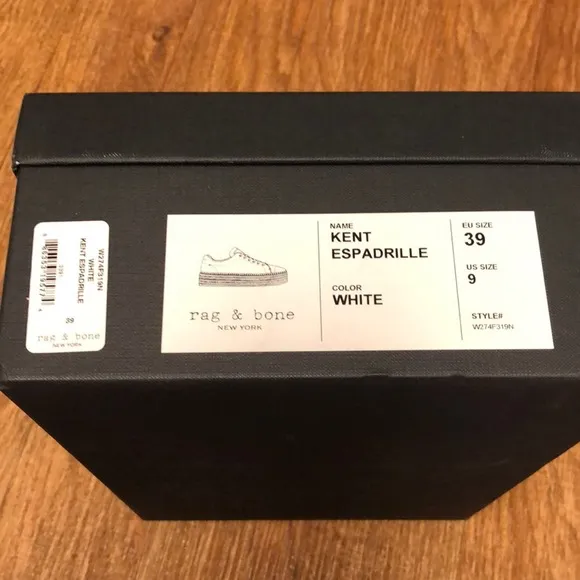 W274F319N
WHITE
KENT ESPADRILLE
39
rag & bone
NEW YORK
rag & bone
NEW YORK
NAME
KENT
ESPADRILLE
COLOR
WHITE
EU SIZE
39
US SIZE
9
STYLE#
W274F319N